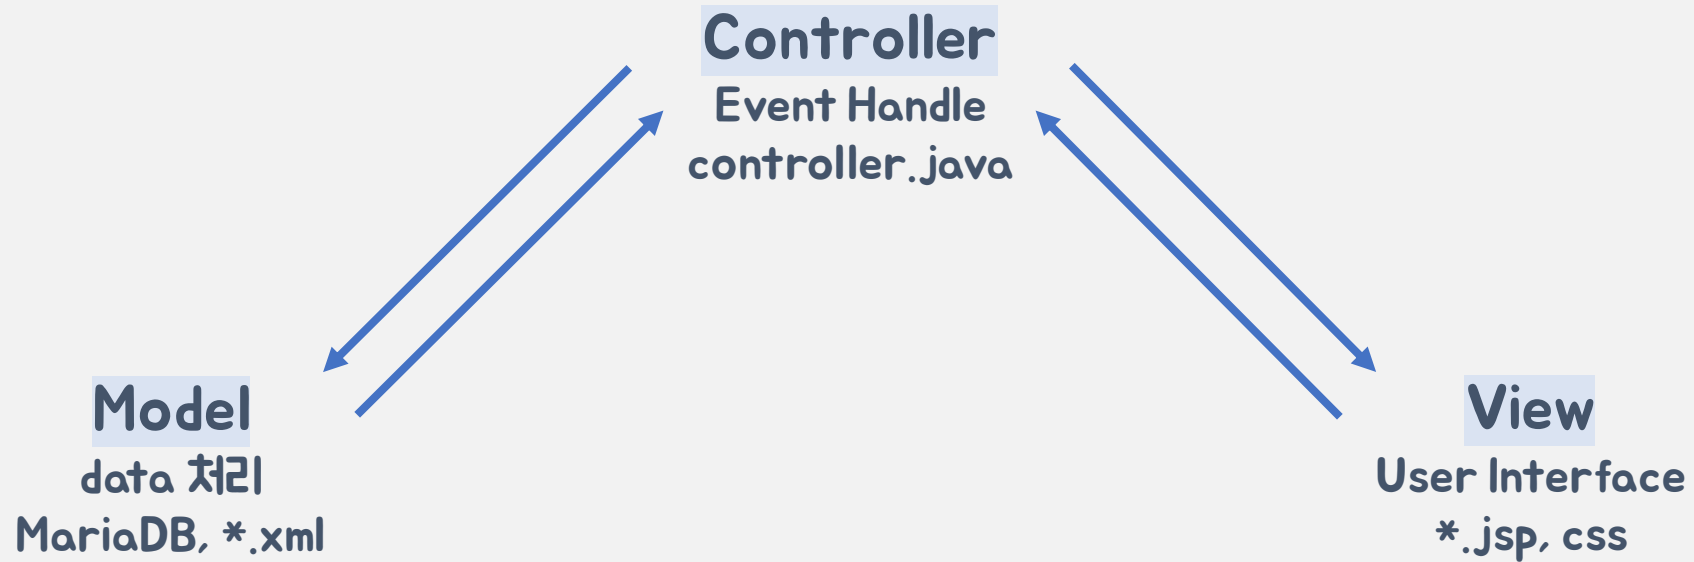 Controller
Event Handle
controller.java
Model
data 처리
MariaDB, *.xml
View
User Interface
*.jsp, css